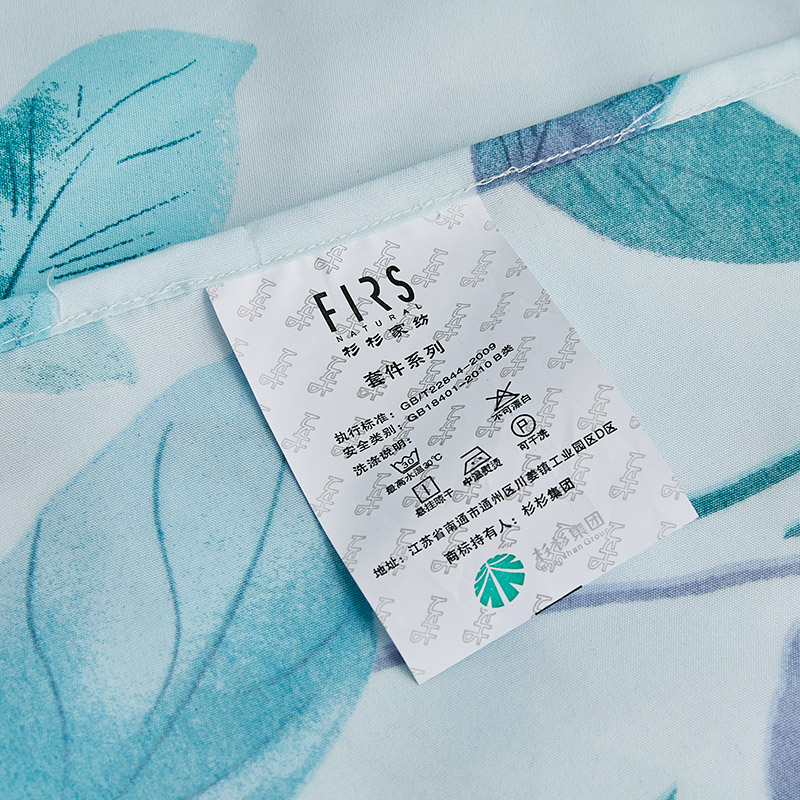 FIRS
NATURAL
杉杉家纺
套件系列
执行标准：GB/T22844-2009
安全类别：GB18401-2010 B类
洗涤说明：
30
最高水温30℃
不可漂白
P
可干洗
悬挂晾干
中温熨烫
地址：江苏省南通市通州区川姜镇工业园区D区
商标持有人：杉杉集团
杉杉集团